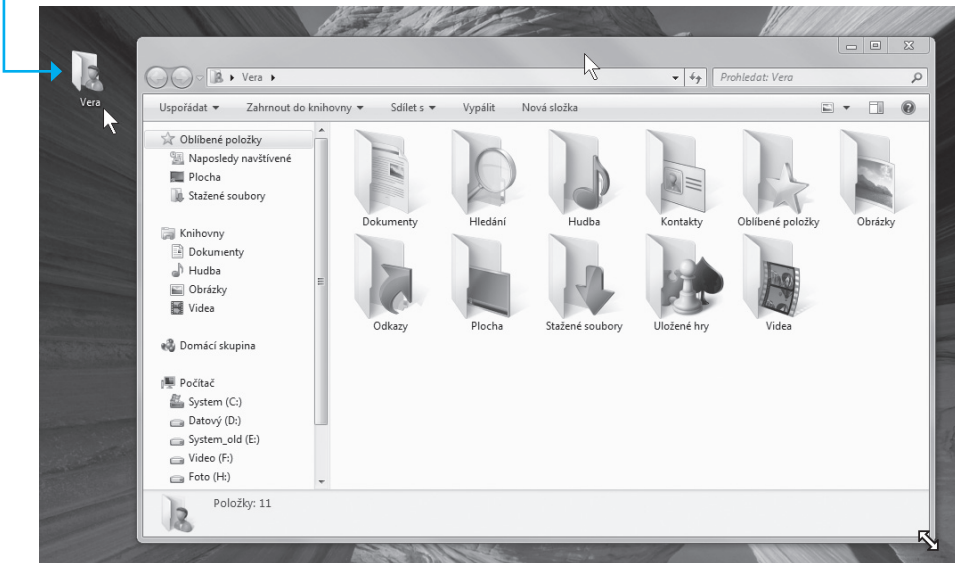 Vera
Vera
Prohledat: Vera
Uspořádat
Zahrnout do knihovny
Sdílet s
Vypálit
Nová složka
Oblíbené položky
Naposledy navštívené
Plocha
Stažené soubory
Knihovny
Dokumenty
Hudba
Obrázky
Videa
Domácí skupina
Počítač
System (C:)
Datový (D:)
System_old (E:)
Video (F:)
Foto (H:)
Dokumenty
Hledání
Hudba
Kontakty
Oblíbené položky
Obrázky
Odkazy
Plocha
Stažené soubory
Uložené hry
Videa
Položky: 11